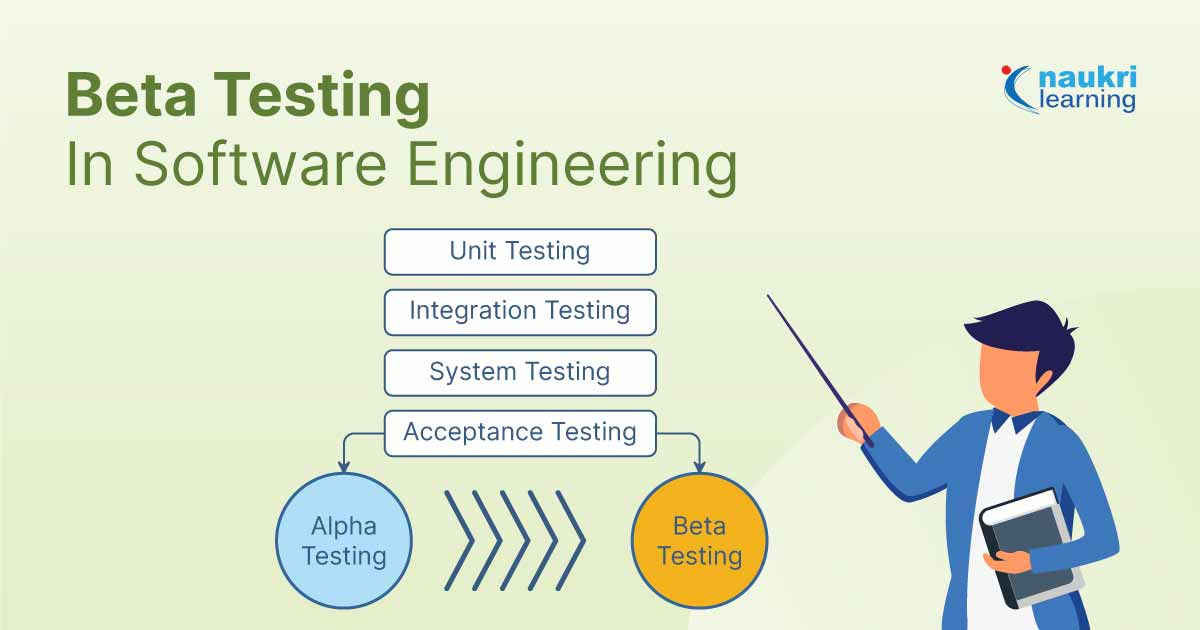 Beta Testing
In Software Engineering
naukri
learning
Unit Testing
Integration Testing
System Testing
Acceptance Testing
Alpha
Testing
Beta
Testing